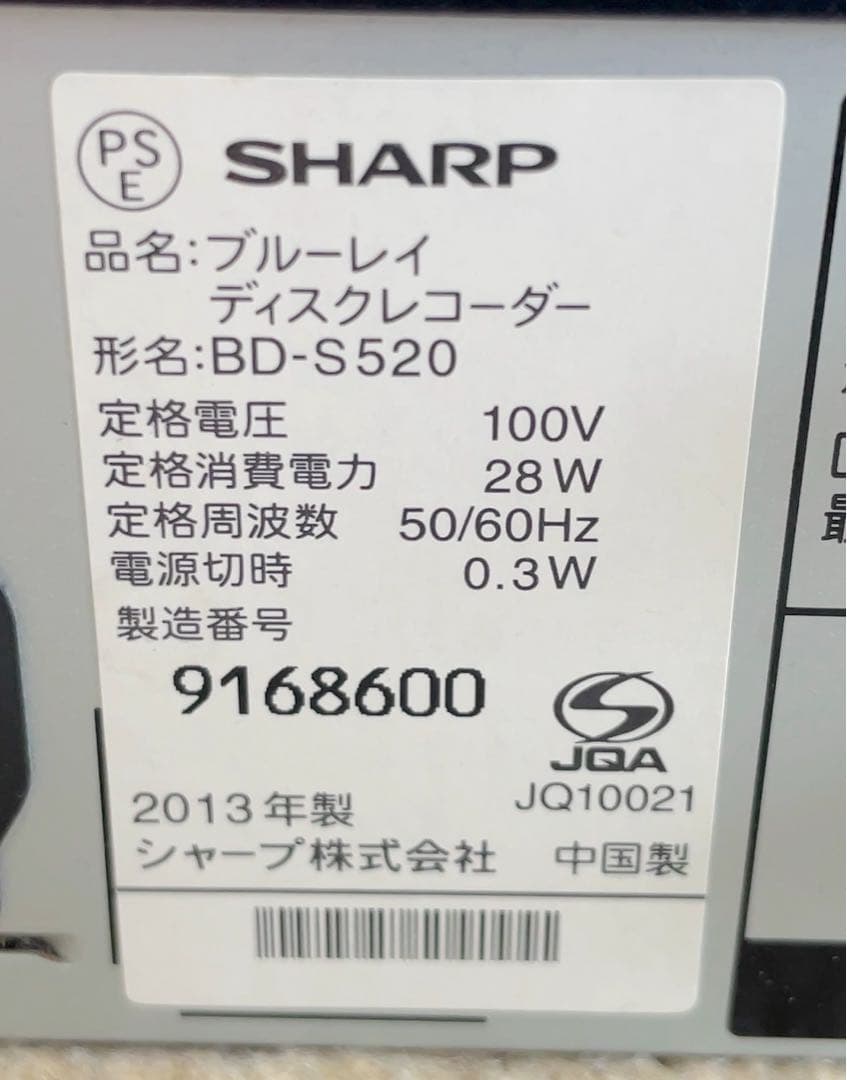 PS
E
SHARP
品名:ブルーレイ
ディスクレコーダー
形名:BD-S520
定格電圧 100V
定格消費電力 28W
定格周波数 50/60Hz
電源切時 0.3W
製造番号
9168600
JQA
JQ10021
2013年製
シャープ株式会社 中国製
最